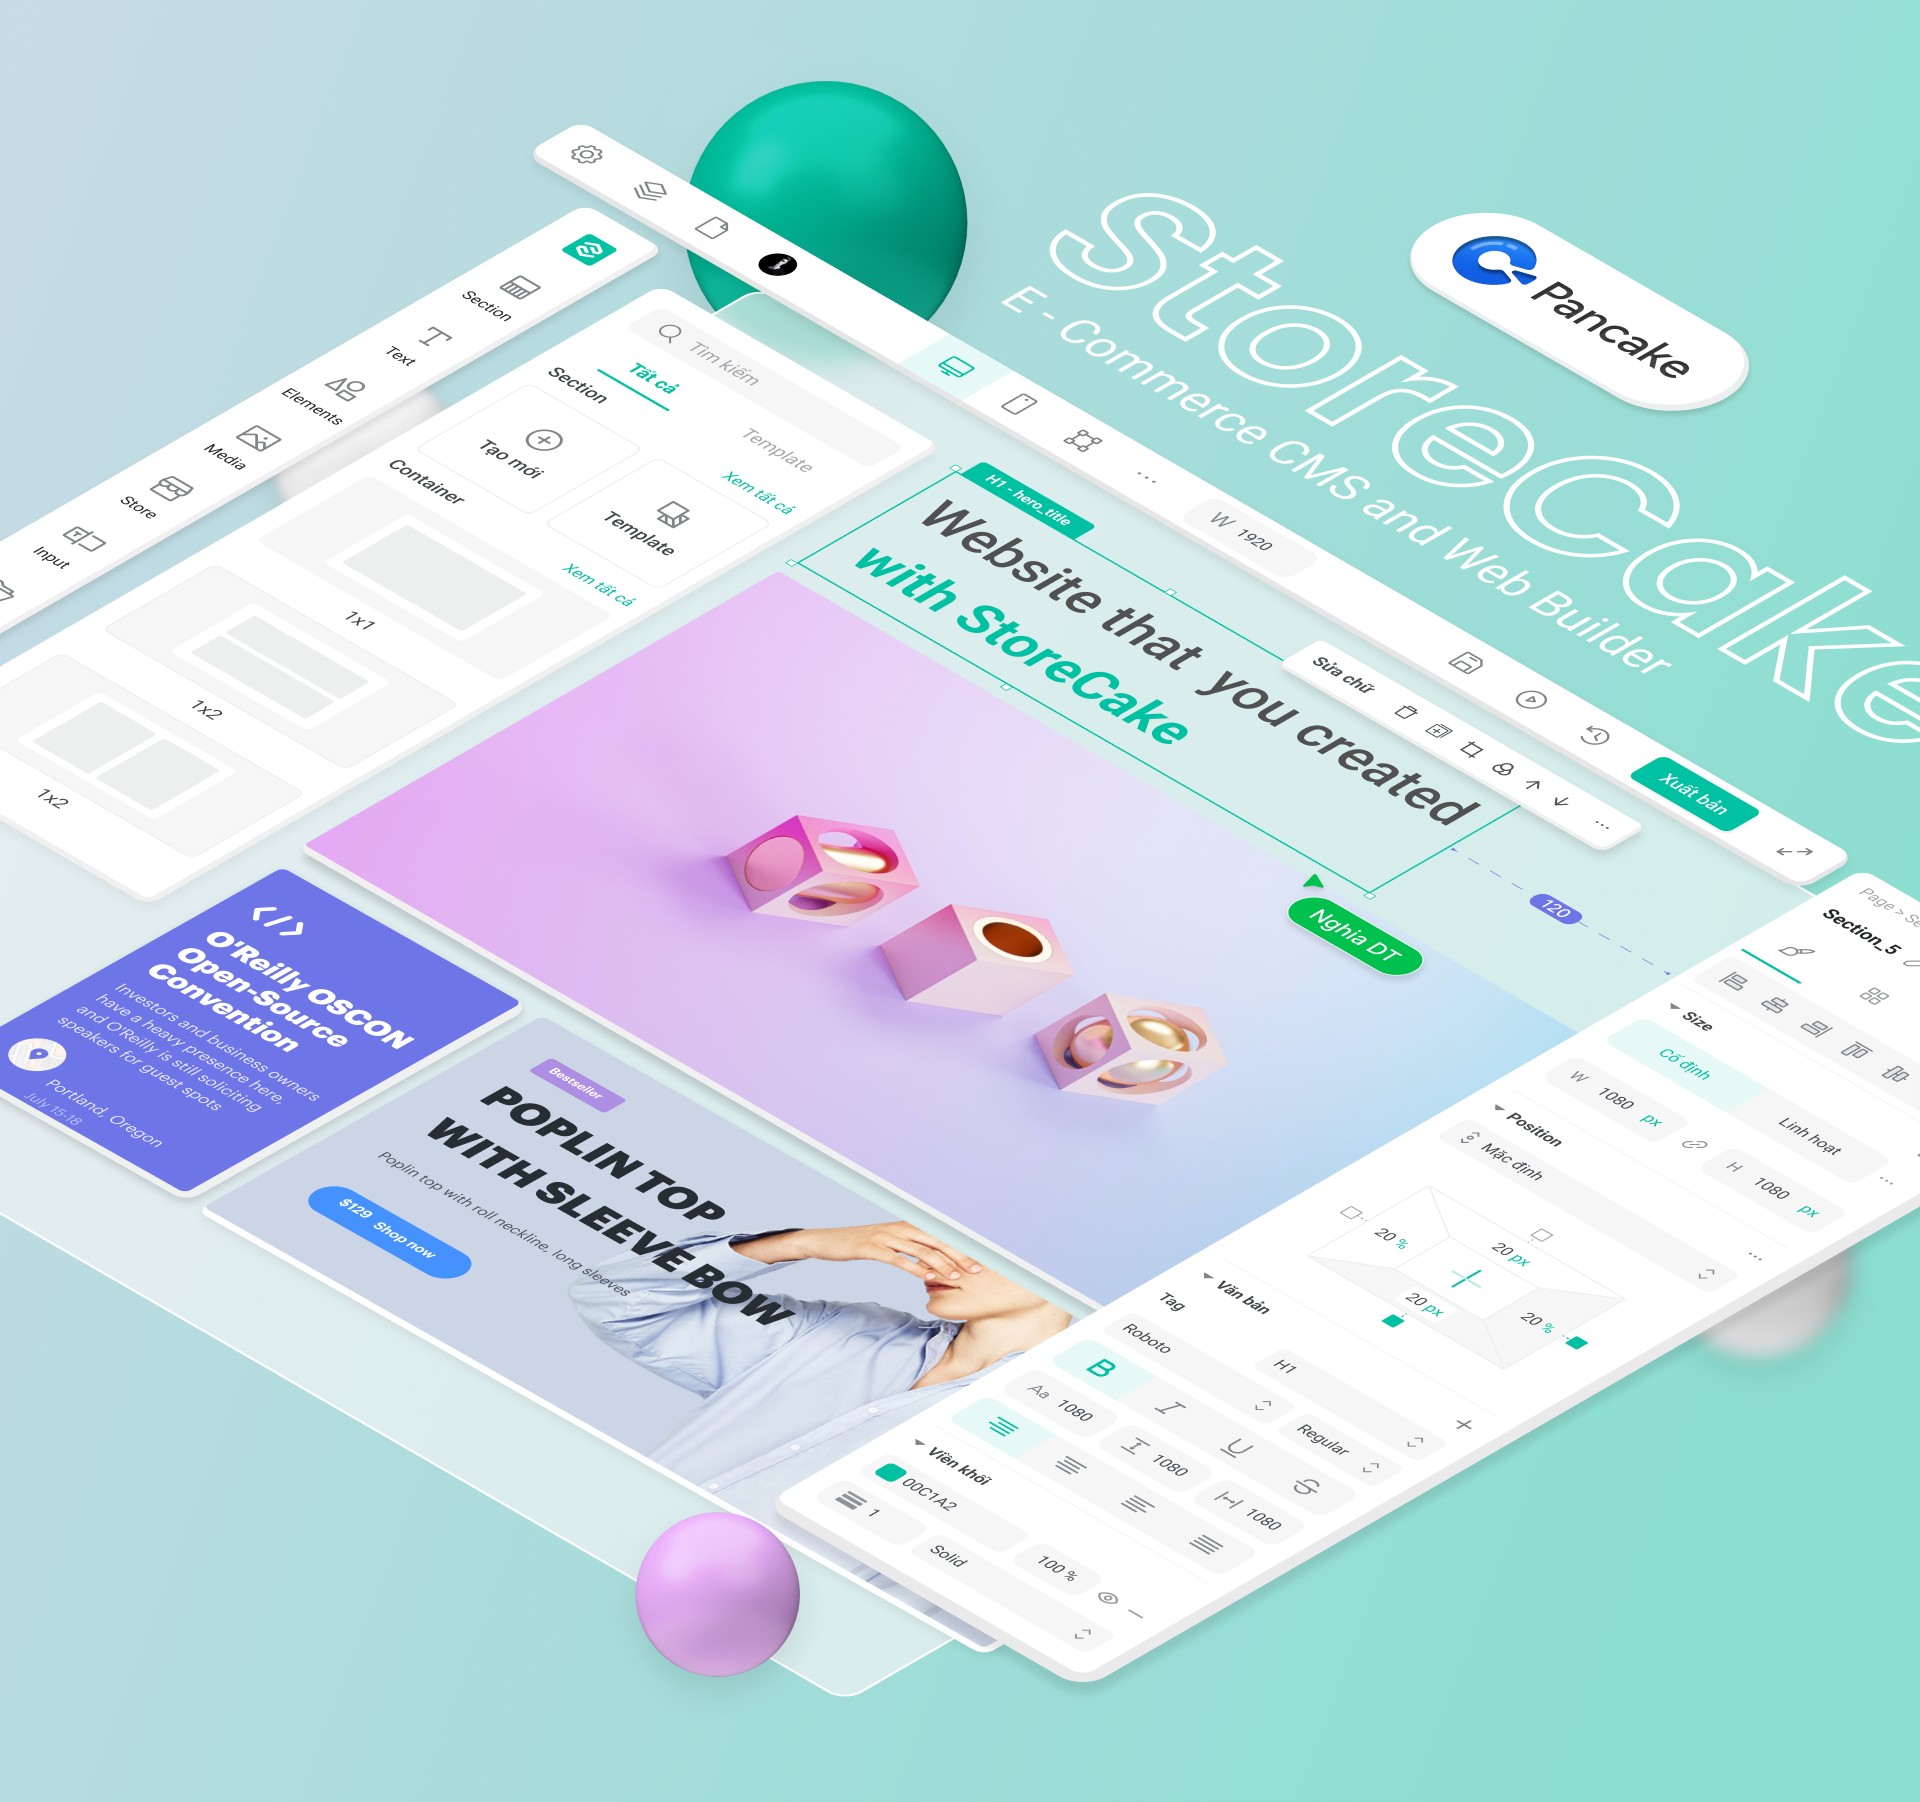 StoreCake
E - Commerce CMS and Web Builder
Pancake
W 1920
Xuất bản
Section
Text
Elements
Media
Store
Input
Tìm kiếm
Tất cả
Template
Section
Xem tất cả
Tạo mới
Template
Container
Xem tất cả
1x1
1x2
1x2
H1 - hero_title
Website that you created
with StoreCake
Sửa chữ
120
Nghia DT
O'Reilly OSCON
Open-Source
Convention
Investors and business owners
have a heavy presence here,
and O'Reilly is still soliciting
speakers for guest spots
Portland, Oregon
July 15-18
Bestseller
POPLIN TOP
WITH SLEEVE BOW
Poplin top with roll neckline, long sleeves
$129 Shop now
Page > Se
Section_5
Size
Cố định
Linh hoạt
W 1080 px
H 1080 px
Position
Mặc định
20 %
20 px
20 px
20 %
Văn bản
Tag
H1
Roboto
Regular
B I U S
Aa 1080
1080
1080
Viền khối
00C1A2
100 %
1
Solid